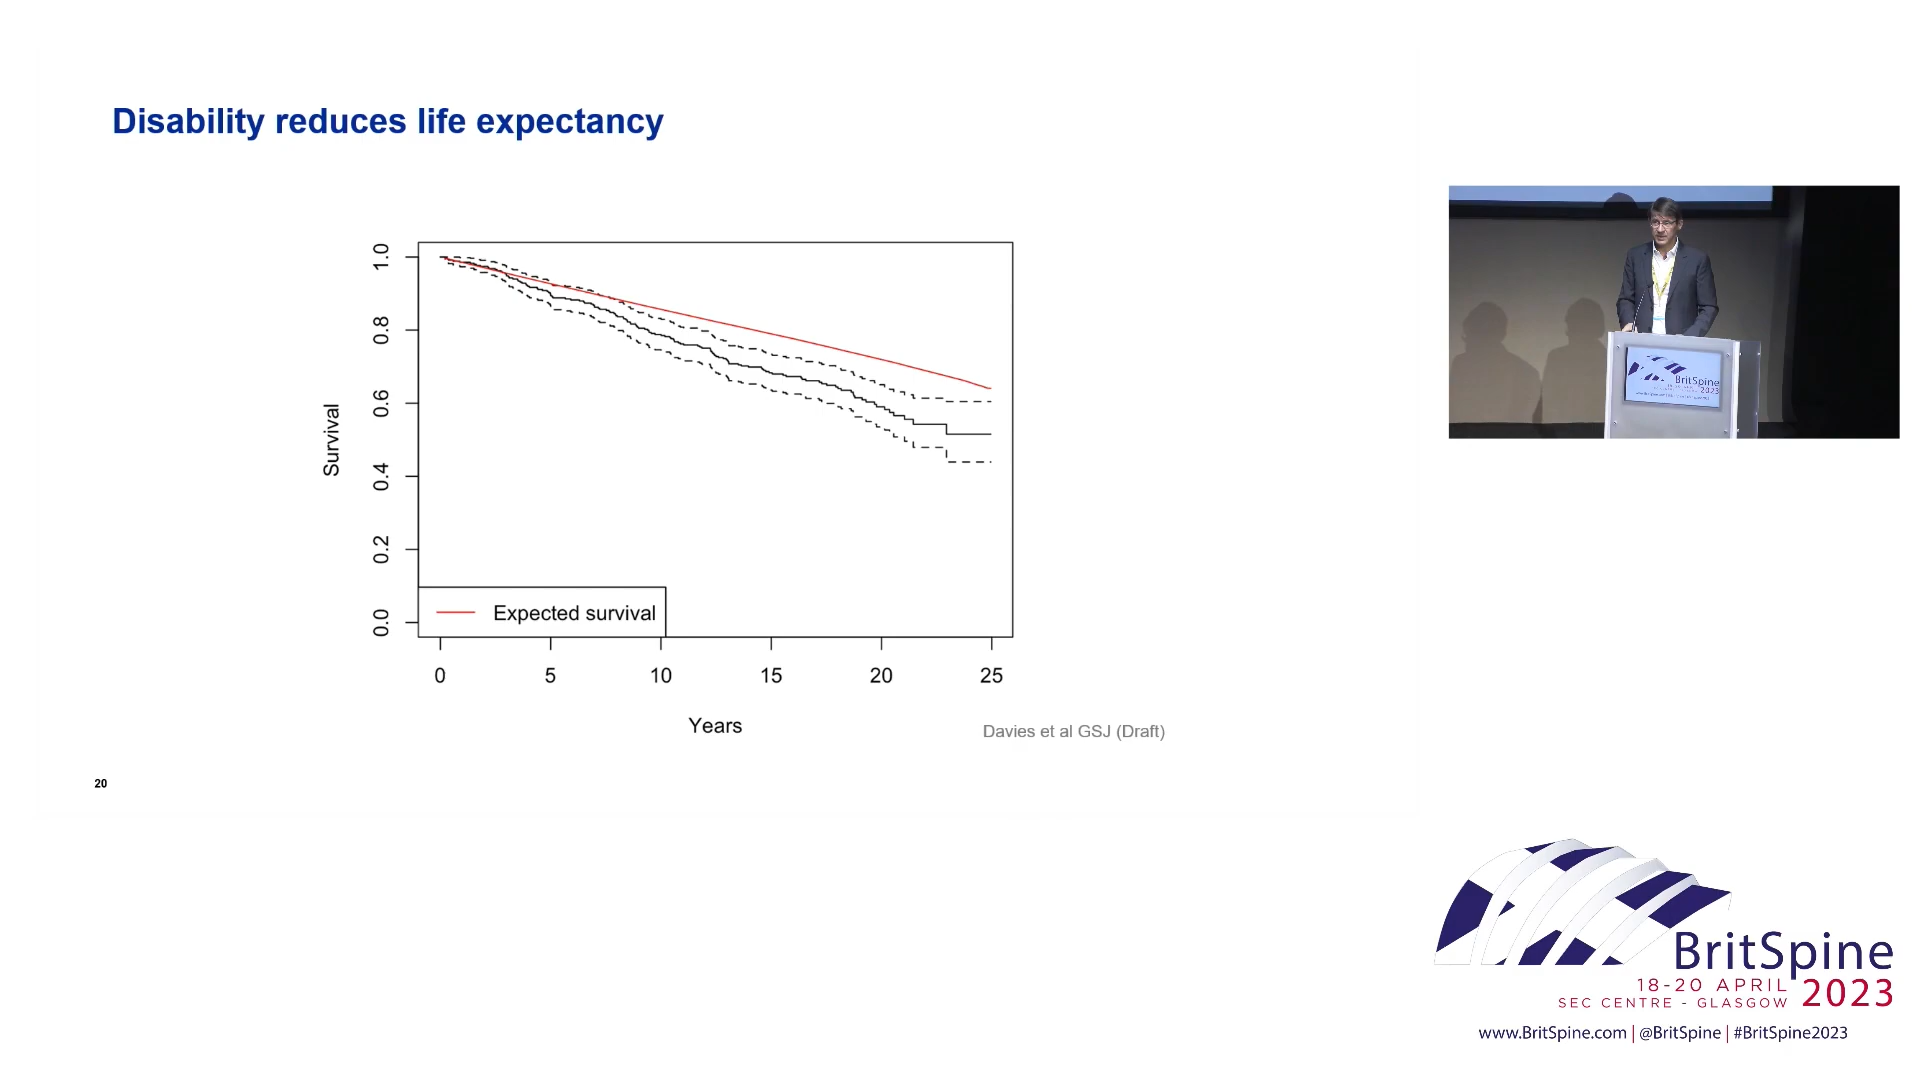 Disability reduces life expectancy
1.0
0.8
0.6
0.4
0.2
0.0
Survival
Expected survival
0 5 10 15 20 25
Years
Davies et al GSJ (Draft)
20
BritSpine
2023
BritSpine
18-20 APRIL 2023
SEC CENTRE - GLASGOW
www.BritSpine.com | @BritSpine | #BritSpine2023